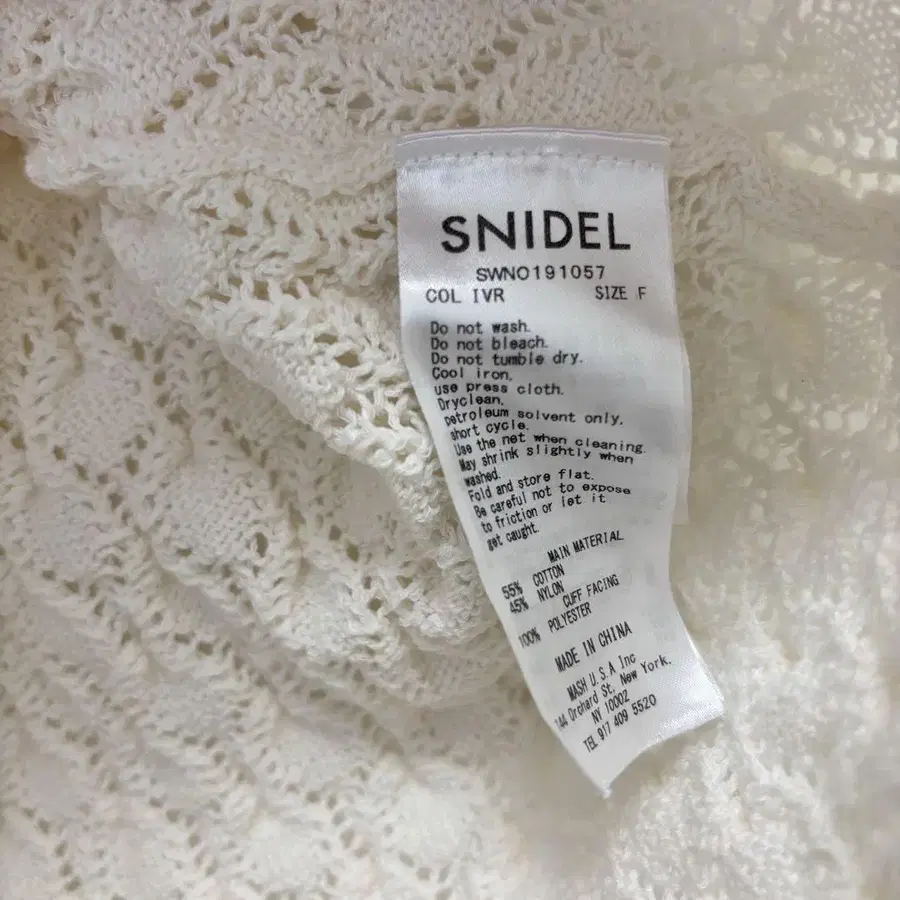 SNIDEL
SWNO191057
COL IVR SIZE F
Do not wash.
Do not bleach.
Do not tumble dry.
Cool iron,
use press cloth.
Dryclean,
petroleum solvent only,
short cycle.
Use the net when cleaning.
May shrink slightly when
washed.
Fold and store flat.
Be careful not to expose
to friction or let it
get caught.
MAIN MATERIAL
55% COTTON
45% NYLON
CUFF FACING
100% POLYESTER
MADE IN CHINA
MASH U.S.A Inc
144 Orchard St. New York.
NY 10002
TEL 917 409 5520